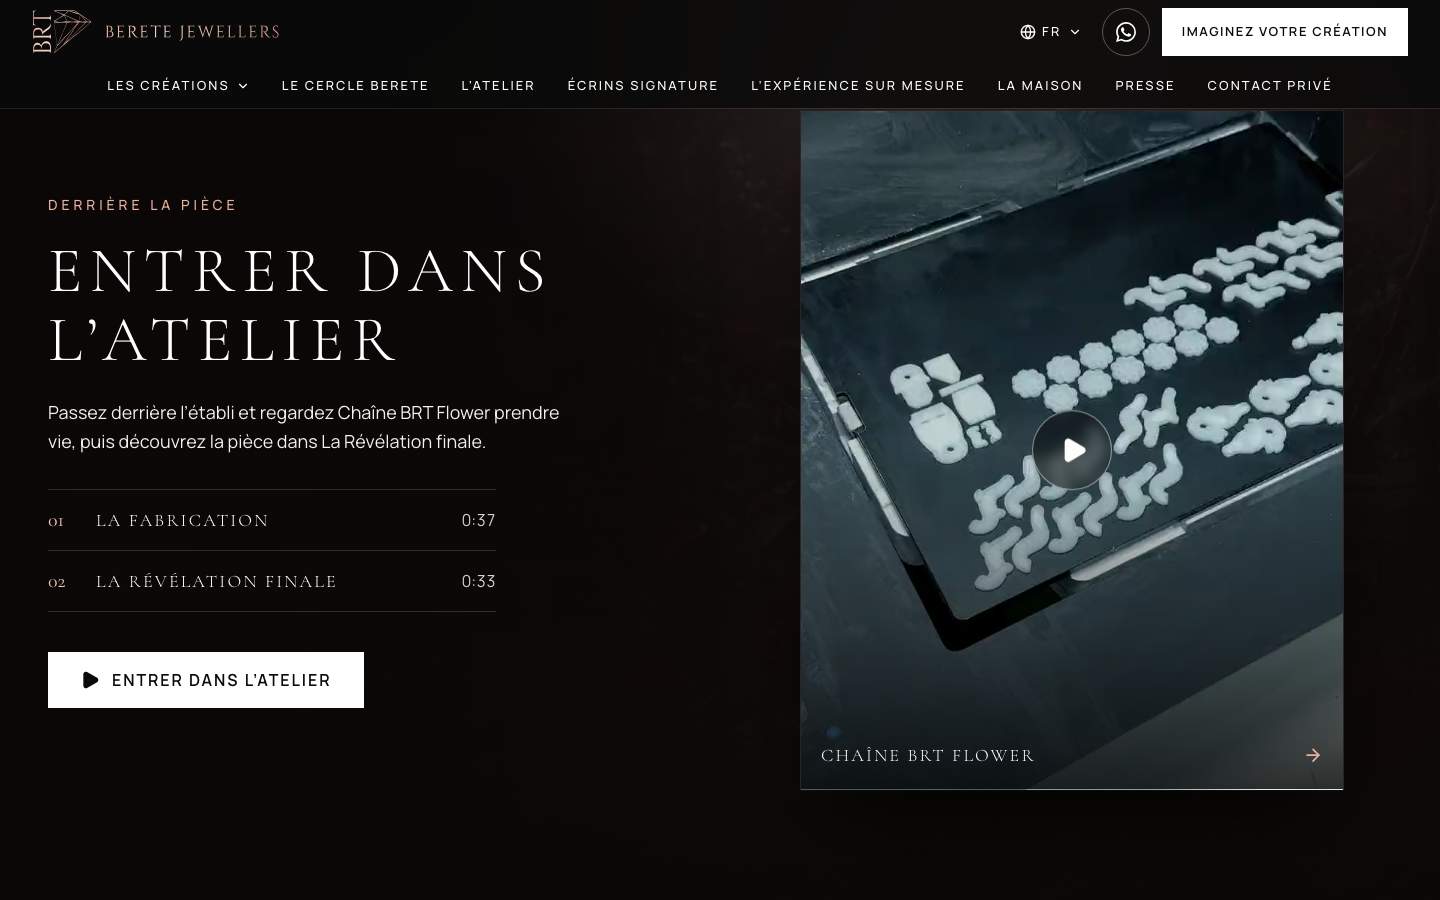 BRT
BERETE JEWELLERS
FR
IMAGINEZ VOTRE CRÉATION
LES CRÉATIONS
LE CERCLE BERETE
L'ATELIER
ÉCRINS SIGNATURE
L'EXPÉRIENCE SUR MESURE
LA MAISON
PRESSE
CONTACT PRIVÉ
DERRIÈRE LA PIÈCE
ENTRER DANS
L’ATELIER
Passez derrière l’établi et regardez Chaîne BRT Flower prendre
vie, puis découvrez la pièce dans La Révélation finale.
01 LA FABRICATION 0:37
02 LA RÉVÉLATION FINALE 0:33
ENTRER DANS L’ATELIER
CHAÎNE BRT FLOWER